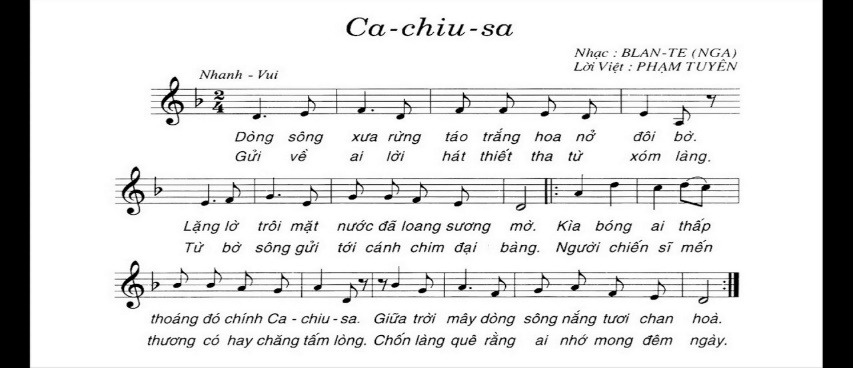 Ca-chiu-sa
Nhạc : BLAN-TE (NGA)
Lời Việt : PHẠM TUYÊN
Nhanh - Vui
2
4
Dòng sông xưa rừng táo trắng hoa nở đôi bờ.
Gửi về ai lời hát thiết tha từ xóm làng.
Lặng lờ trôi mặt nước đã loang sương mờ. Kìa bóng ai thấp
Từ bờ sông gửi tới cánh chim đại bàng. Người chiến sĩ mến
thoáng đó chính Ca - chiu - sa. Giữa trời mây dòng sông nắng tươi chan hoà.
thương có hay chăng tấm lòng. Chốn làng quê rằng ai nhớ mong đêm ngày.